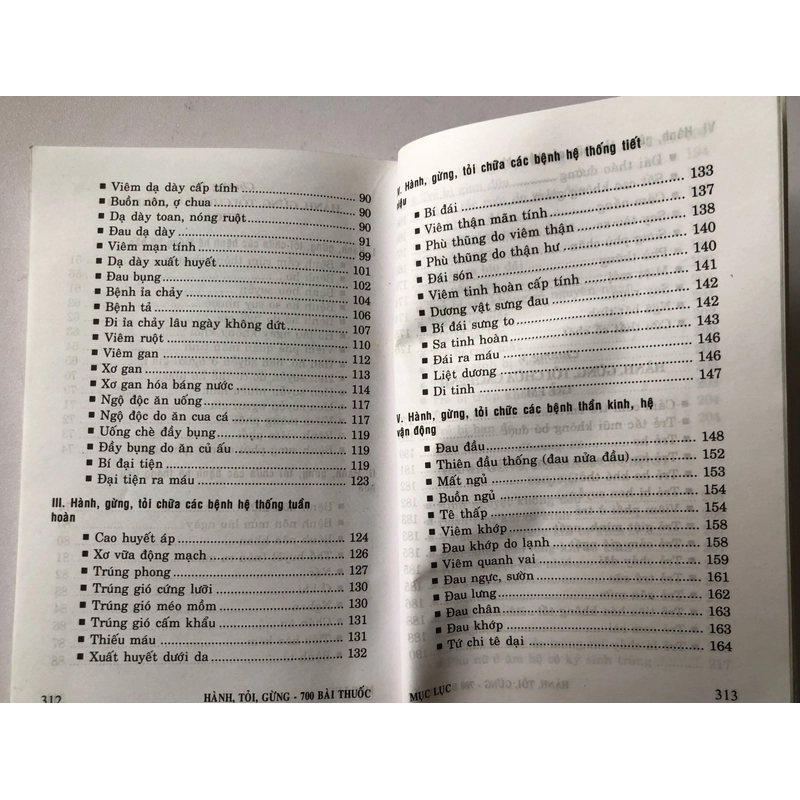 ■ Viêm dạ dày cấp tính ........ 90
■ Buồn nôn, ợ chua ........ 90
■ Dạ dày toan, nóng ruột ........ 90
■ Đau dạ dày ........ 91
■ Viêm mạn tính ........ 99
■ Dạ dày xuất huyết ........ 101
■ Đau bụng ........ 102
■ Bệnh ỉa chảy ........ 104
■ Bệnh tả ........ 106
■ Đi ỉa chảy lâu ngày không dứt ........ 107
■ Viêm ruột ........ 110
■ Viêm gan ........ 112
■ Xơ gan ........ 113
■ Xơ gan hóa báng nước ........ 114
■ Ngộ độc ăn uống ........ 117
■ Ngộ độc do ăn cua cá ........ 117
■ Uống chè đầy bụng ........ 119
■ Đầy bụng do ăn củ ấu ........ 119
■ Bí đại tiện ........ 119
■ Đại tiện ra máu ........ 123
III. Hành, gừng, tỏi chữa các bệnh hệ thống tuần
hoàn
■ Cao huyết áp ........ 124
■ Xơ vữa động mạch ........ 126
■ Trúng phong ........ 127
■ Trúng gió cứng lưỡi ........ 130
■ Trúng gió méo mồm ........ 130
■ Trúng gió cấm khẩu ........ 131
■ Thiếu máu ........ 131
■ Xuất huyết dưới da ........ 132
312 HÀNH, TỎI, GỪNG - 700 BÀI THUỐC
V. Hành, gừng, tỏi chữa các bệnh hệ thống tiết
niệu ........ 133
■ Bí đái ........ 137
■ Viêm thận mãn tính ........ 138
■ Phù thũng do viêm thận ........ 140
■ Phù thũng do thận hư ........ 140
■ Đái són ........ 141
■ Viêm tinh hoàn cấp tính ........ 142
■ Dương vật sưng đau ........ 142
■ Bí đái sưng to ........ 143
■ Sa tinh hoàn ........ 146
■ Đái ra máu ........ 146
■ Liệt dương ........ 147
■ Di tinh
V. Hành, gừng, tỏi chức các bệnh thần kinh, hệ
vận động
■ Đau đầu ........ 148
■ Thiên đầu thống (đau nửa đầu) ........ 152
■ Mất ngủ ........ 153
■ Buồn ngủ ........ 154
■ Tê thấp ........ 154
■ Viêm khớp ........ 158
■ Đau khớp do lạnh ........ 158
■ Viêm quanh vai ........ 159
■ Đau ngực, sườn ........ 161
■ Đau lưng ........ 162
■ Đau chân ........ 163
■ Đau khớp ........ 163
■ Tứ chi tê dại ........ 164
MỤC LỤC 313